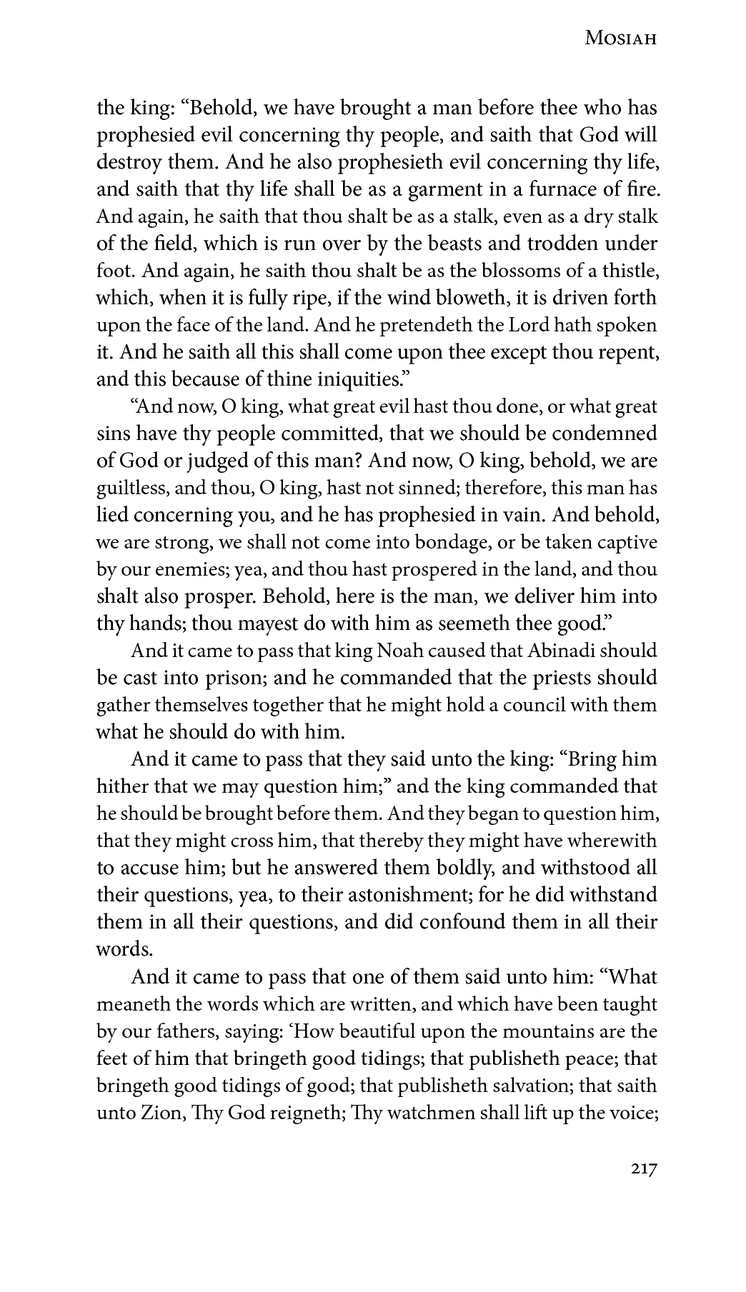 Mosiah
the king: “Behold, we have brought a man before thee who has
prophesied evil concerning thy people, and saith that God will
destroy them. And he also prophesieth evil concerning thy life,
and saith that thy life shall be as a garment in a furnace of fire.
And again, he saith that thou shalt be as a stalk, even as a dry stalk
of the field, which is run over by the beasts and trodden under
foot. And again, he saith thou shalt be as the blossoms of a thistle,
which, when it is fully ripe, if the wind bloweth, it is driven forth
upon the face of the land. And he pretendeth the Lord hath spoken
it. And he saith all this shall come upon thee except thou repent,
and this because of thine iniquities.”
“And now, O king, what great evil hast thou done, or what great
sins have thy people committed, that we should be condemned
of God or judged of this man? And now, O king, behold, we are
guiltless, and thou, O king, hast not sinned; therefore, this man has
lied concerning you, and he has prophesied in vain. And behold,
we are strong, we shall not come into bondage, or be taken captive
by our enemies; yea, and thou hast prospered in the land, and thou
shalt also prosper. Behold, here is the man, we deliver him into
thy hands; thou mayest do with him as seemeth thee good.”
And it came to pass that king Noah caused that Abinadi should
be cast into prison; and he commanded that the priests should
gather themselves together that he might hold a council with them
what he should do with him.
And it came to pass that they said unto the king: “Bring him
hither that we may question him;” and the king commanded that
he should be brought before them. And they began to question him,
that they might cross him, that thereby they might have wherewith
to accuse him; but he answered them boldly, and withstood all
their questions, yea, to their astonishment; for he did withstand
them in all their questions, and did confound them in all their
words.
And it came to pass that one of them said unto him: “What
meaneth the words which are written, and which have been taught
by our fathers, saying: ‘How beautiful upon the mountains are the
feet of him that bringeth good tidings; that publisheth peace; that
bringeth good tidings of good; that publisheth salvation; that saith
unto Zion, Thy God reigneth; Thy watchmen shall lift up the voice;
217